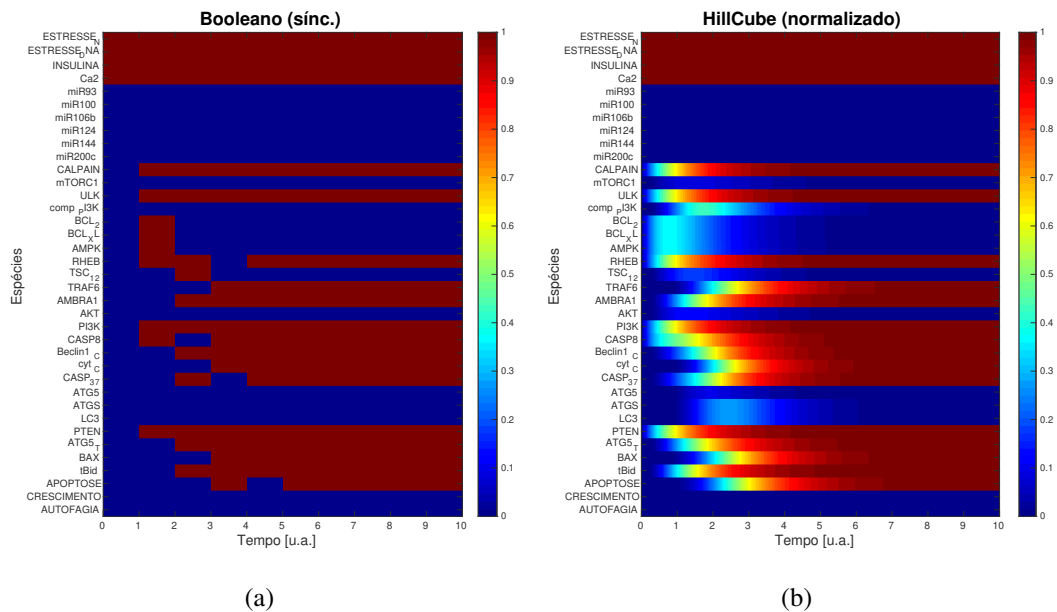 Booleano (sínc.)
1
ESTRESSE_N
ESTRESSE_DNA
INSULINA
Ca2
miR93
miR100
miR106b
miR124
miR144
miR200c
CALPAIN
mTORC1
ULK
comp_PI3K
BCL_2
BCL_XL
AMPK
RHEB
TSC_12
TRAF6
AMBRA1
AKT
PI3K
CASP8
Beclin1_C
cyt_C
CASP_37
ATG5
ATGS
LC3
PTEN
ATG5_T
BAX
tBid
APOPTOSE
CRESCIMENTO
AUTOFAGIA
Espécies
0 1 2 3 4 5 6 7 8 9 10
Tempo [u.a.]
0.9
0.8
0.7
0.6
0.5
0.4
0.3
0.2
0.1
0
(a)
HillCube (normalizado)
1
ESTRESSE_N
ESTRESSE_DNA
INSULINA
Ca2
miR93
miR100
miR106b
miR124
miR144
miR200c
CALPAIN
mTORC1
ULK
comp_PI3K
BCL_2
BCL_XL
AMPK
RHEB
TSC_12
TRAF6
AMBRA1
AKT
PI3K
CASP8
Beclin1_C
cyt_C
CASP_37
ATG5
ATGS
LC3
PTEN
ATG5_T
BAX
tBid
APOPTOSE
CRESCIMENTO
AUTOFAGIA
Espécies
0 1 2 3 4 5 6 7 8 9 10
Tempo [u.a.]
0.9
0.8
0.7
0.6
0.5
0.4
0.3
0.2
0.1
0
(b)